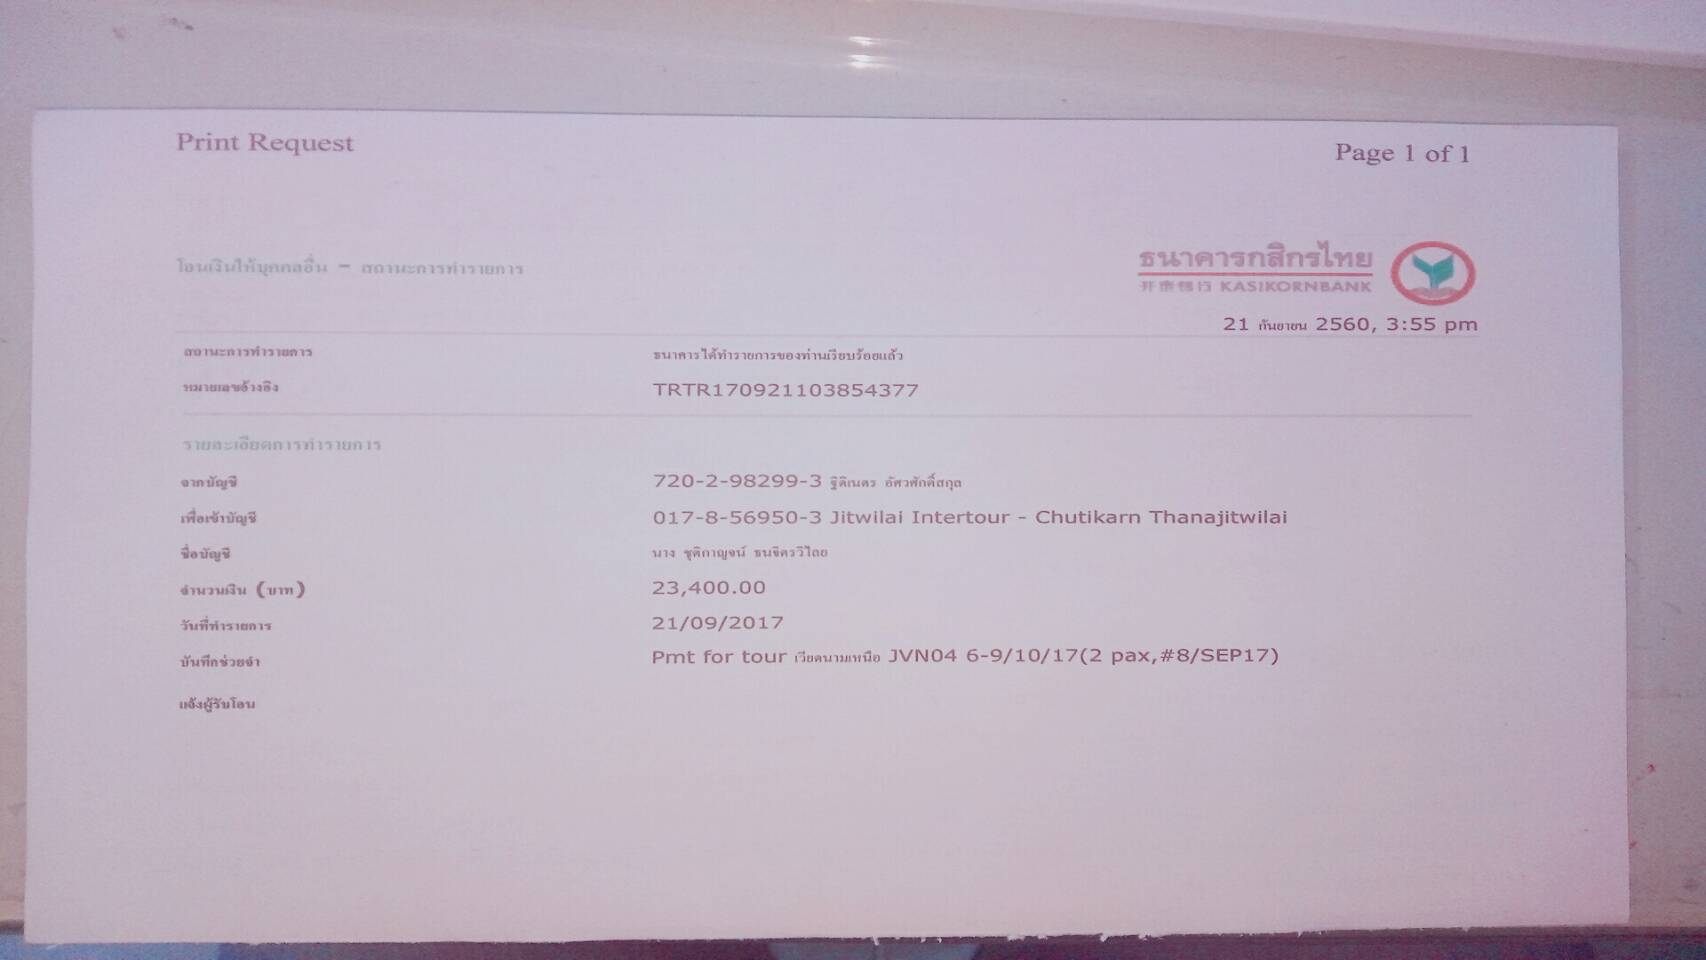 Print Request
Page 1 of 1
โอนเงินให้บุคคลอื่น - สถานะการทำรายการ
ธนาคารกสิกรไทย
开泰银行 KASIKORNBANK
21 กันยายน 2560, 3:55 pm
สถานะการทำรายการ ธนาคารได้ทำรายการของท่านเรียบร้อยแล้ว
หมายเลขอ้างอิง TRTR170921103854377
รายละเอียดการทำรายการ
จากบัญชี 720-2-98299-3 ฐิติเนตร อัศวศักดิ์สกุล
เพื่อเข้าบัญชี 017-8-56950-3 Jitwilai Intertour - Chutikarn Thanajitwilai
ชื่อบัญชี นาง ชุติกาญจน์ ธนจิตรวิไลย
จำนวนเงิน (บาท) 23,400.00
วันที่ทำรายการ 21/09/2017
บันทึกช่วยจำ Pmt for tour เวียดนามเหนือ JVN04 6-9/10/17(2 pax,#8/SEP17)
แจ้งผู้รับโอน